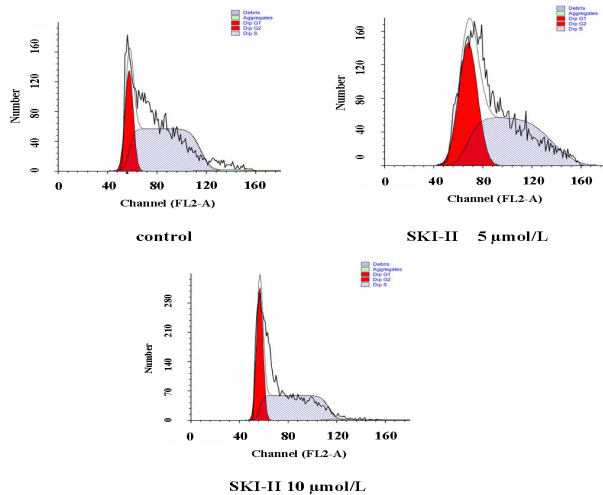 Debris
Aggregates
Dip G1
Dip G2
Dip S
Number
160
120
80
40
0
0 40 80 120 160
Channel (FL2-A)
control
Debris
Aggregates
Dip G1
Dip G2
Dip S
Number
160
120
80
40
0
0 40 80 120 160
Channel (FL2-A)
SKI-II 5 μmol/L
Debris
Aggregates
Dip G1
Dip G2
Dip S
Number
280
210
140
70
0
0 40 80 120 160
Channel (FL2-A)
SKI-II 10 μmol/L